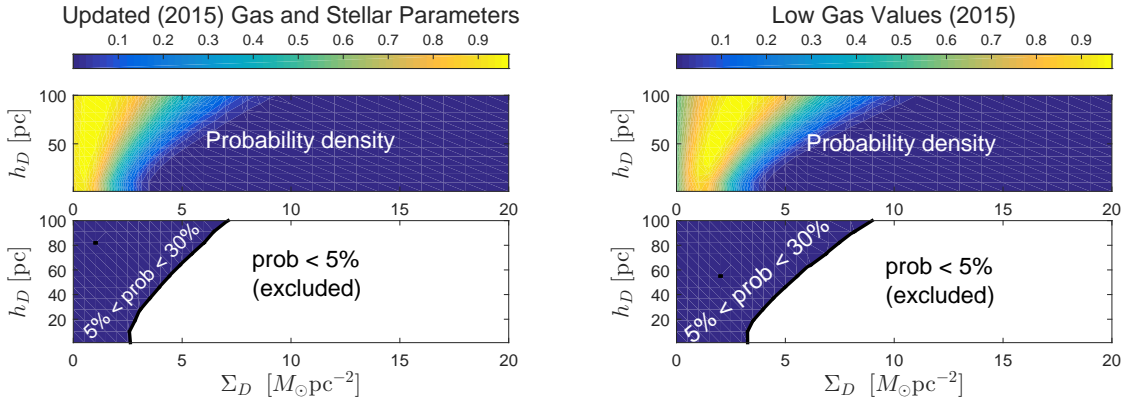 Updated (2015) Gas and Stellar Parameters
0.1 0.2 0.3 0.4 0.5 0.6 0.7 0.8 0.9
h_D [pc]
100
50
Probability density
0 5 10 15 20
h_D [pc]
100
80
60
40
20
5% < prob < 30%
prob < 5%
(excluded)
0 5 10 15 20
Σ_D [M_⊙pc^{-2}]
Low Gas Values (2015)
0.1 0.2 0.3 0.4 0.5 0.6 0.7 0.8 0.9
h_D [pc]
100
50
Probability density
0 5 10 15 20
h_D [pc]
100
80
60
40
20
5% < prob < 30%
prob < 5%
(excluded)
0 5 10 15 20
Σ_D [M_⊙pc^{-2}]